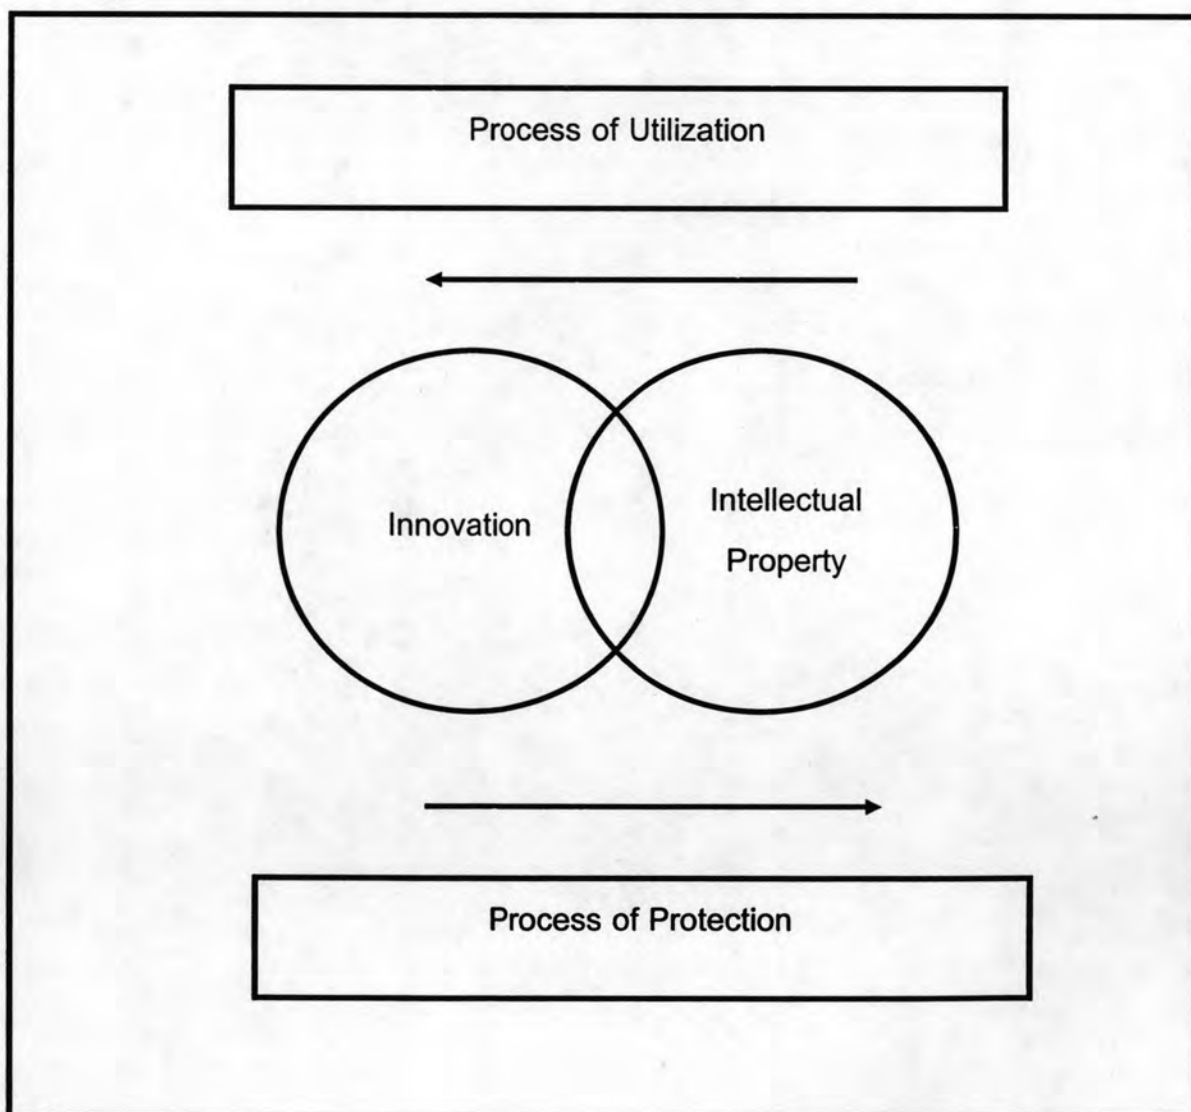 Process of Utilization
Innovation
Intellectual
Property
Process of Protection